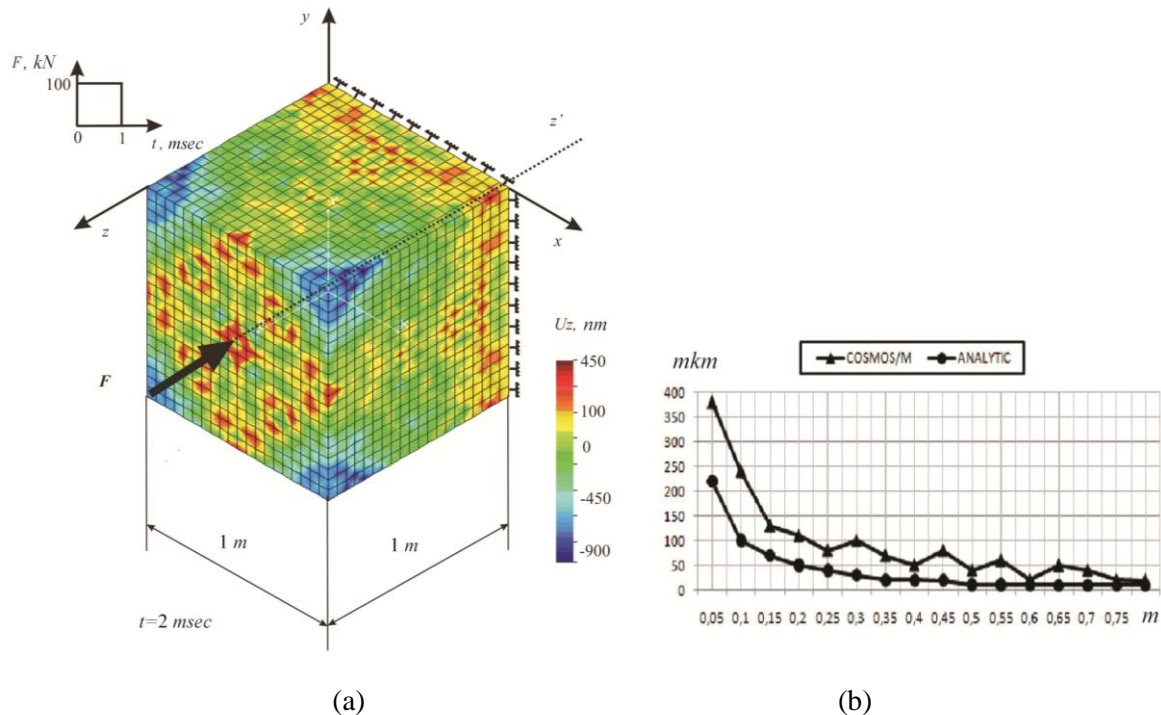 y
F, kN
100
0
1
t, msec
z'
z
x
Uz, nm
450
100
0
-450
-900
F
1 m
1 m
t=2 msec
(a)
mkm
COSMOS/M
ANALYTIC
400
350
300
250
200
150
100
50
0
0,05 0,1 0,15 0,2 0,25 0,3 0,35 0,4 0,45 0,5 0,55 0,6 0,65 0,7 0,75 m
(b)